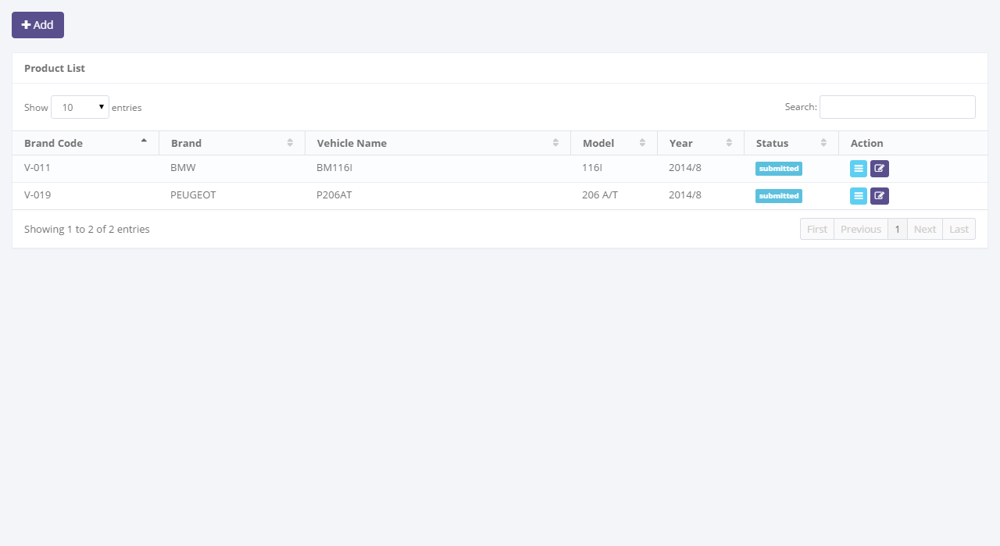 Add
Product List
Show 10 entries Search:
Brand Code Brand Vehicle Name Model Year Status Action
V-011 BMW BM116I 116I 2014/8 submitted
V-019 PEUGEOT P206AT 206 A/T 2014/8 submitted
Showing 1 to 2 of 2 entries First Previous 1 Next Last